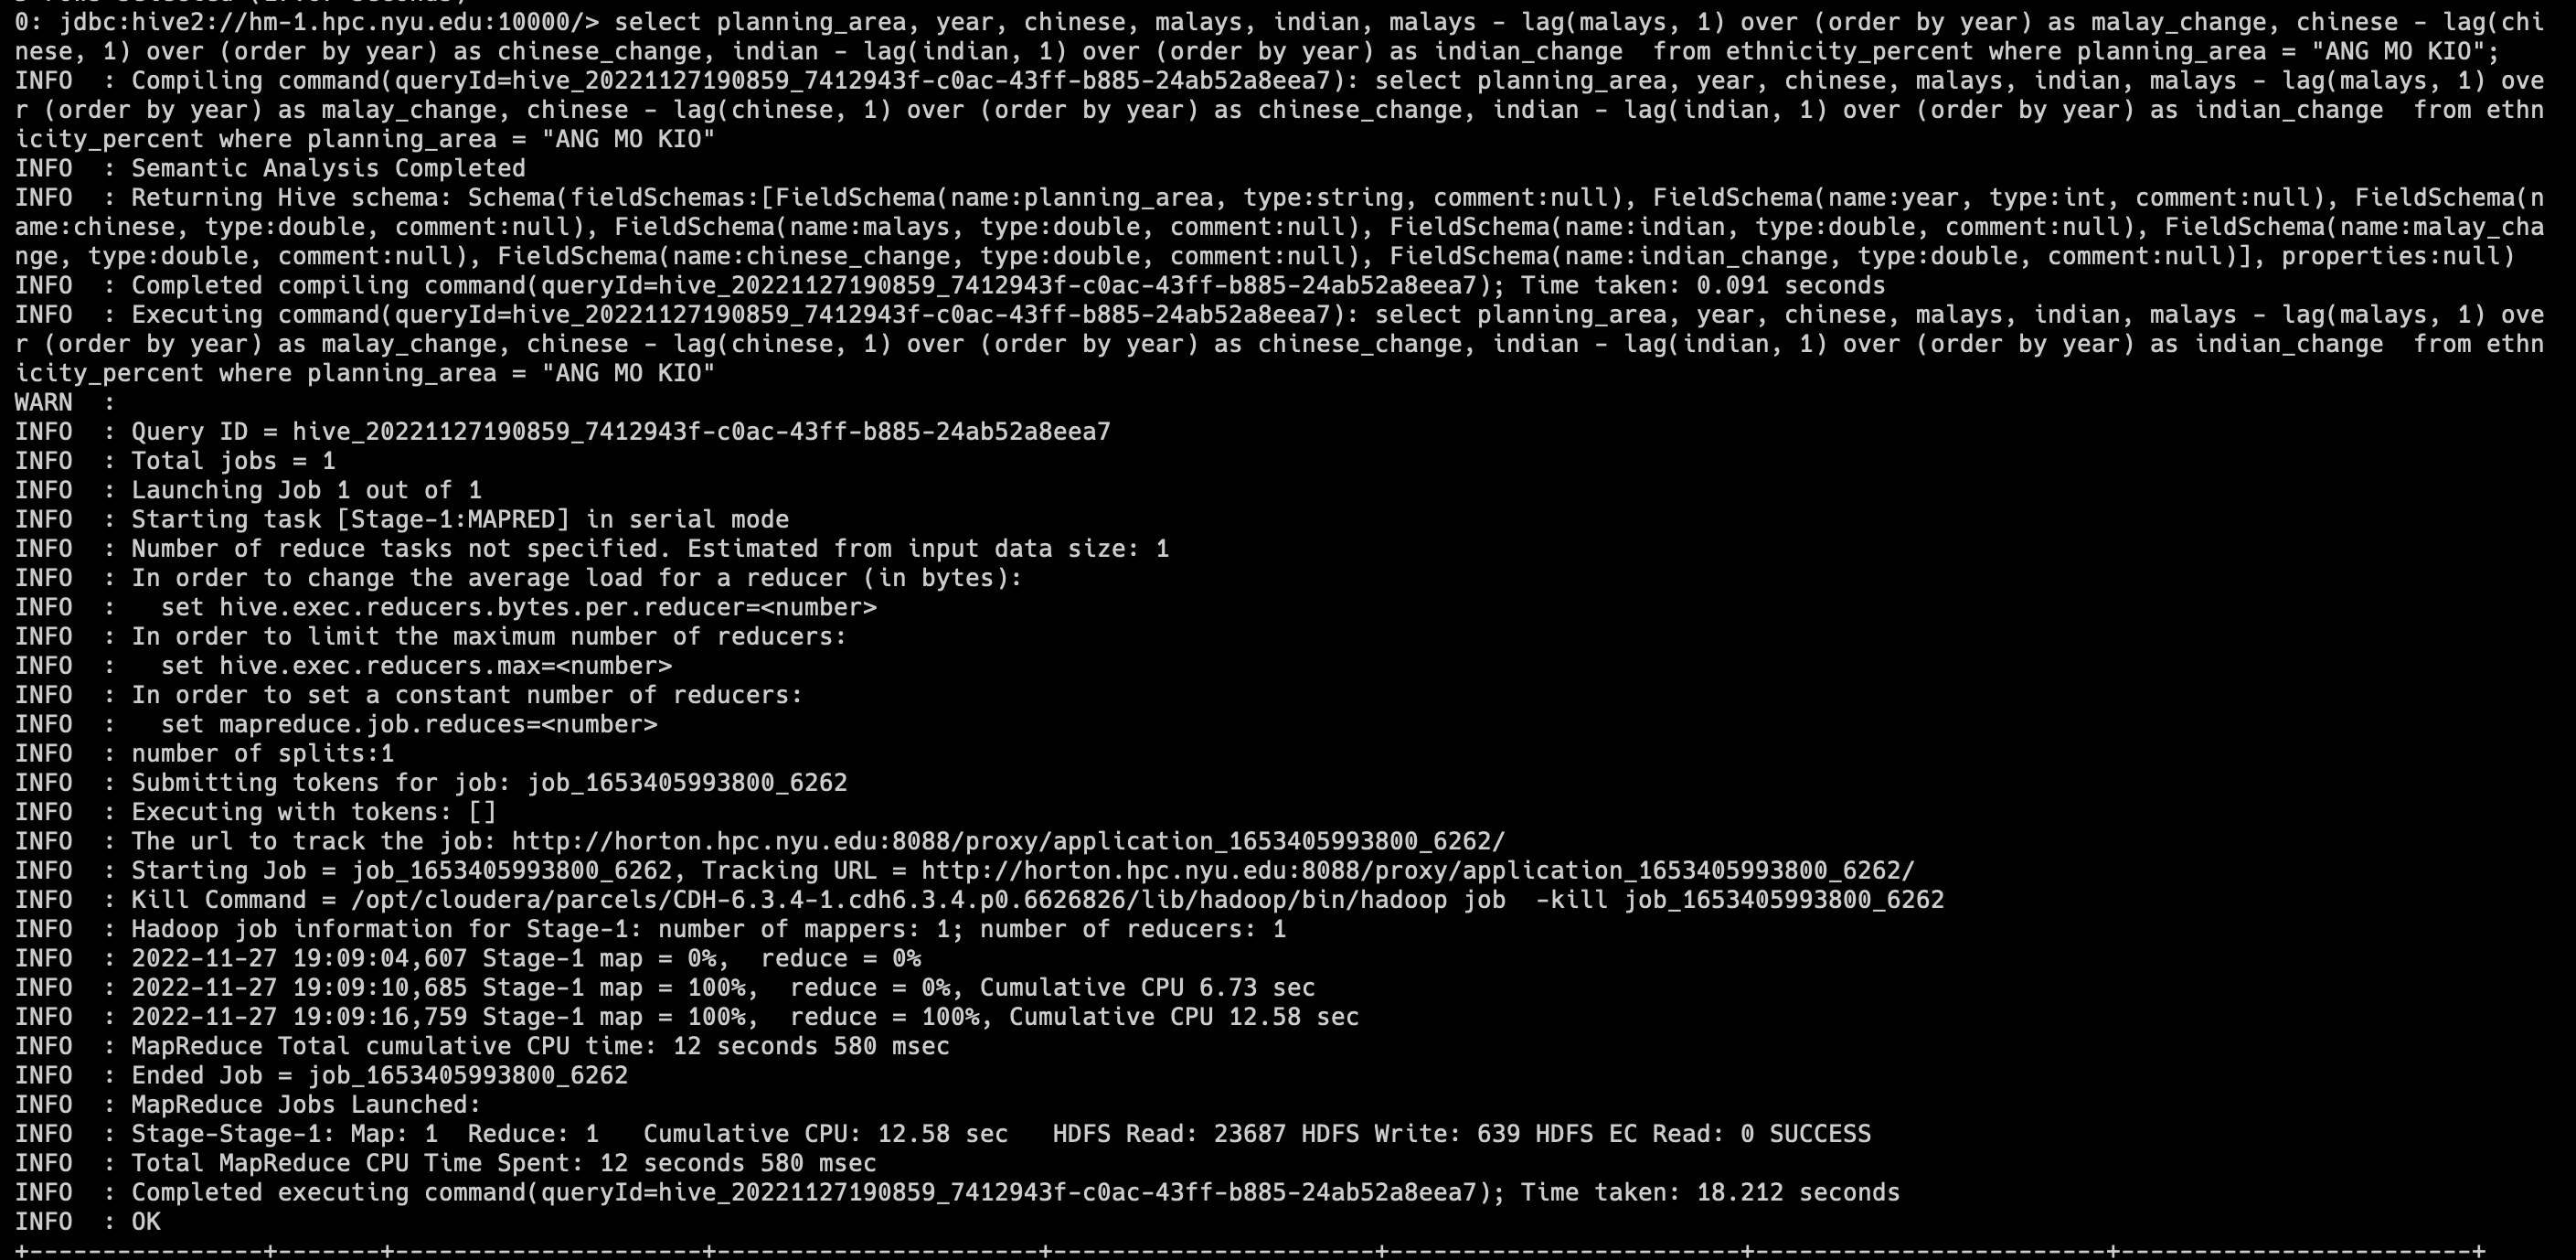 0: jdbc:hive2://hm-1.hpc.nyu.edu:10000/> select planning_area, year, chinese, malays, indian, malays - lag(malays, 1) over (order by year) as malay_change, chinese - lag(chi
nese, 1) over (order by year) as chinese_change, indian - lag(indian, 1) over (order by year) as indian_change  from ethnicity_percent where planning_area = "ANG MO KIO";
INFO  : Compiling command(queryId=hive_20221127190859_7412943f-c0ac-43ff-b885-24ab52a8eea7): select planning_area, year, chinese, malays, indian, malays - lag(malays, 1) ove
r (order by year) as malay_change, chinese - lag(chinese, 1) over (order by year) as chinese_change, indian - lag(indian, 1) over (order by year) as indian_change  from ethn
icity_percent where planning_area = "ANG MO KIO"
INFO  : Semantic Analysis Completed
INFO  : Returning Hive schema: Schema(fieldSchemas:[FieldSchema(name:planning_area, type:string, comment:null), FieldSchema(name:year, type:int, comment:null), FieldSchema(n
ame:chinese, type:double, comment:null), FieldSchema(name:malays, type:double, comment:null), FieldSchema(name:indian, type:double, comment:null), FieldSchema(name:malay_cha
nge, type:double, comment:null), FieldSchema(name:chinese_change, type:double, comment:null), FieldSchema(name:indian_change, type:double, comment:null)], properties:null)
INFO  : Completed compiling command(queryId=hive_20221127190859_7412943f-c0ac-43ff-b885-24ab52a8eea7); Time taken: 0.091 seconds
INFO  : Executing command(queryId=hive_20221127190859_7412943f-c0ac-43ff-b885-24ab52a8eea7): select planning_area, year, chinese, malays, indian, malays - lag(malays, 1) ove
r (order by year) as malay_change, chinese - lag(chinese, 1) over (order by year) as chinese_change, indian - lag(indian, 1) over (order by year) as indian_change  from ethn
icity_percent where planning_area = "ANG MO KIO"
WARN  :
INFO  : Query ID = hive_20221127190859_7412943f-c0ac-43ff-b885-24ab52a8eea7
INFO  : Total jobs = 1
INFO  : Launching Job 1 out of 1
INFO  : Starting task [Stage-1:MAPRED] in serial mode
INFO  : Number of reduce tasks not specified. Estimated from input data size: 1
INFO  : In order to change the average load for a reducer (in bytes):
INFO  :   set hive.exec.reducers.bytes.per.reducer=<number>
INFO  : In order to limit the maximum number of reducers:
INFO  :   set hive.exec.reducers.max=<number>
INFO  : In order to set a constant number of reducers:
INFO  :   set mapreduce.job.reduces=<number>
INFO  : number of splits:1
INFO  : Submitting tokens for job: job_1653405993800_6262
INFO  : Executing with tokens: []
INFO  : The url to track the job: http://horton.hpc.nyu.edu:8088/proxy/application_1653405993800_6262/
INFO  : Starting Job = job_1653405993800_6262, Tracking URL = http://horton.hpc.nyu.edu:8088/proxy/application_1653405993800_6262/
INFO  : Kill Command = /opt/cloudera/parcels/CDH-6.3.4-1.cdh6.3.4.p0.6626826/lib/hadoop/bin/hadoop job  -kill job_1653405993800_6262
INFO  : Hadoop job information for Stage-1: number of mappers: 1; number of reducers: 1
INFO  : 2022-11-27 19:09:04,607 Stage-1 map = 0%,  reduce = 0%
INFO  : 2022-11-27 19:09:10,685 Stage-1 map = 100%,  reduce = 0%, Cumulative CPU 6.73 sec
INFO  : 2022-11-27 19:09:16,759 Stage-1 map = 100%,  reduce = 100%, Cumulative CPU 12.58 sec
INFO  : MapReduce Total cumulative CPU time: 12 seconds 580 msec
INFO  : Ended Job = job_1653405993800_6262
INFO  : MapReduce Jobs Launched:
INFO  : Stage-Stage-1: Map: 1  Reduce: 1   Cumulative CPU: 12.58 sec   HDFS Read: 23687 HDFS Write: 639 HDFS EC Read: 0 SUCCESS
INFO  : Total MapReduce CPU Time Spent: 12 seconds 580 msec
INFO  : Completed executing command(queryId=hive_20221127190859_7412943f-c0ac-43ff-b885-24ab52a8eea7); Time taken: 18.212 seconds
INFO  : OK